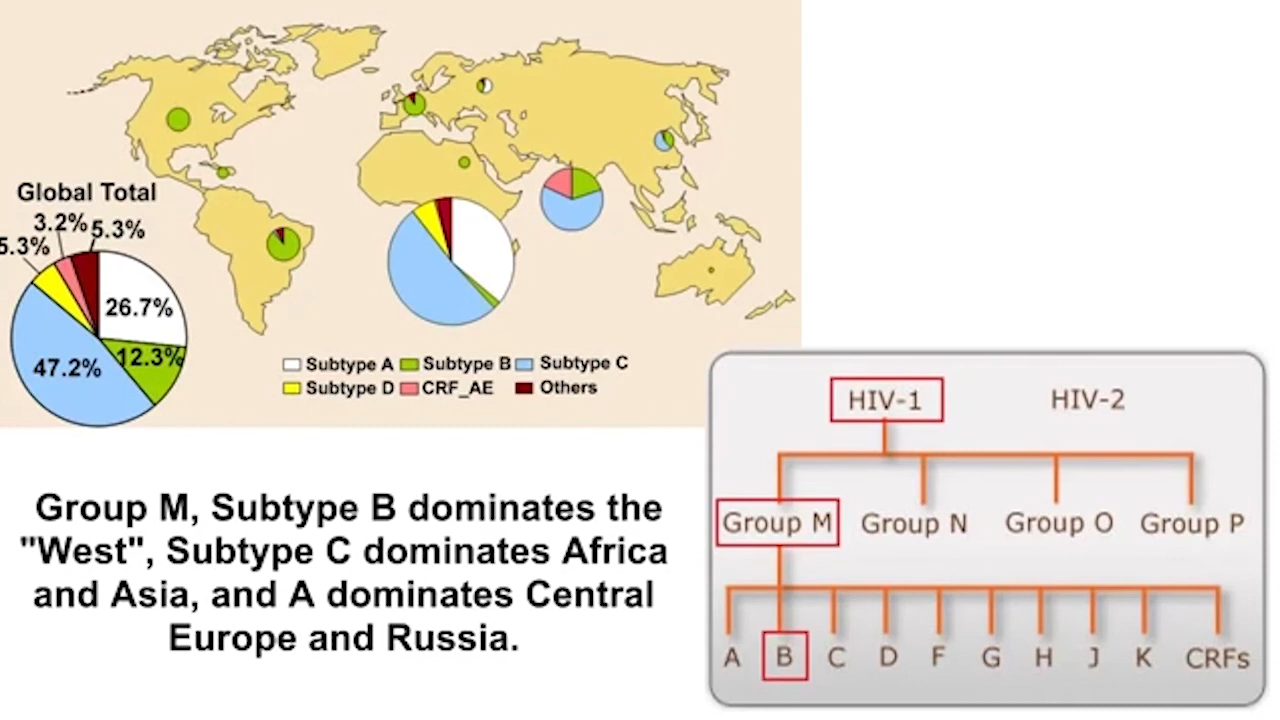 Global Total
3.2%
5.3%
5.3%
26.7%
12.3%
47.2%
Subtype A Subtype B Subtype C
Subtype D CRF_AE Others
Group M, Subtype B dominates the
"West", Subtype C dominates Africa
and Asia, and A dominates Central
Europe and Russia.
HIV-1 HIV-2
Group M Group N Group O Group P
A B C D F G H J K CRFs